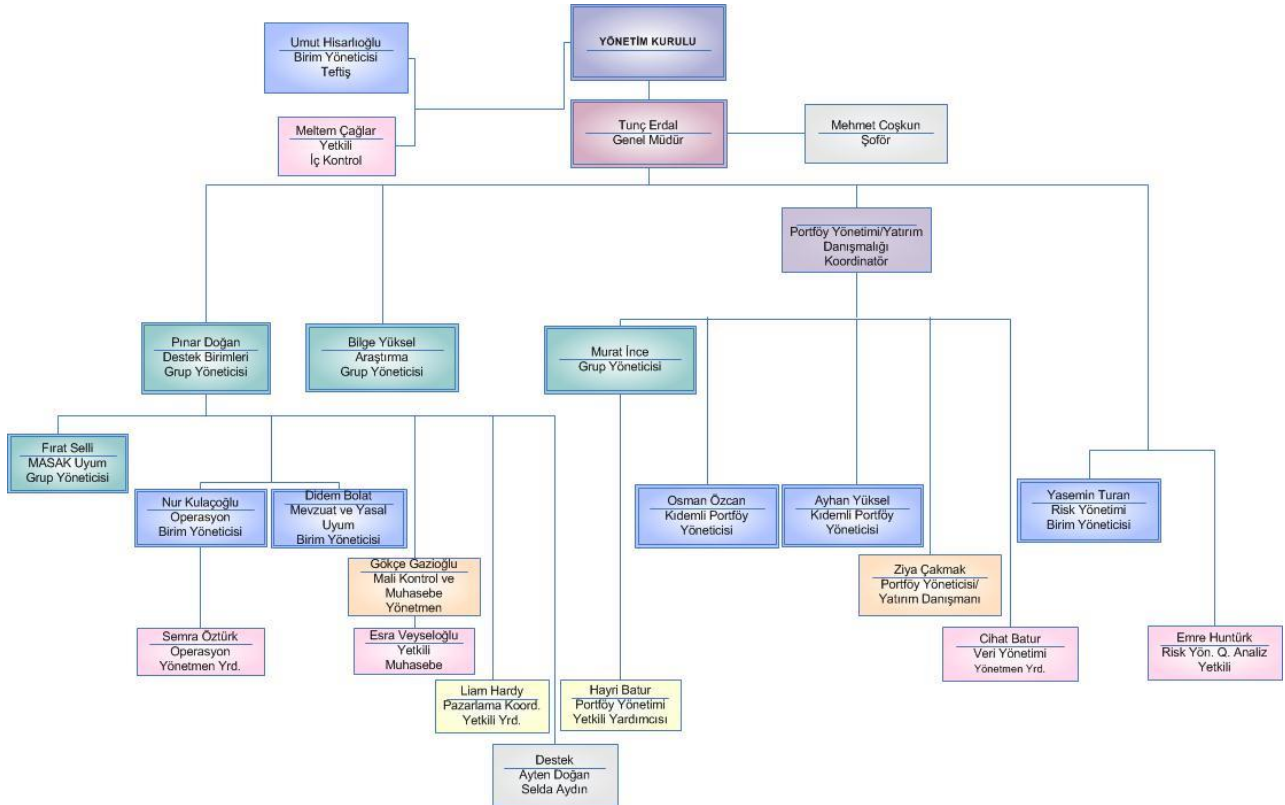 YÖNETİM KURULU
Umut Hisarlıoğlu
Birim Yöneticisi
Teftiş
Meltem Çağlar
Yetkili
İç Kontrol
Tunç Erdal
Genel Müdür
Mehmet Coşkun
Şoför
Portföy Yönetimi/Yatırım
Danışmalığı
Koordinatör
Pınar Doğan
Destek Birimleri
Grup Yöneticisi
Bilge Yüksel
Araştırma
Grup Yöneticisi
Murat İnce
Grup Yöneticisi
Fırat Selli
MASAK Uyum
Grup Yöneticisi
Nur Kulaçoğlu
Operasyon
Birim Yöneticisi
Didem Bolat
Mevzuat ve Yasal
Uyum
Birim Yöneticisi
Osman Özcan
Kıdemli Portföy
Yöneticisi
Ayhan Yüksel
Kıdemli Portföy
Yöneticisi
Yasemin Turan
Risk Yönetimi
Birim Yöneticisi
Gökçe Gazioğlu
Mali Kontrol ve
Muhasebe
Yönetmen
Ziya Çakmak
Portföy Yöneticisi/
Yatırım Danışmanı
Semra Öztürk
Operasyon
Yönetmen Yrd.
Esra Veyseloğlu
Yetkili
Muhasebe
Cihat Batur
Veri Yönetimi
Yönetmen Yrd.
Emre Huntürk
Risk Yön. Q. Analiz
Yetkili
Liam Hardy
Pazarlama Koord.
Yetkili Yrd.
Hayri Batur
Portföy Yönetimi
Yetkili Yardımcısı
Destek
Ayten Doğan
Selda Aydın